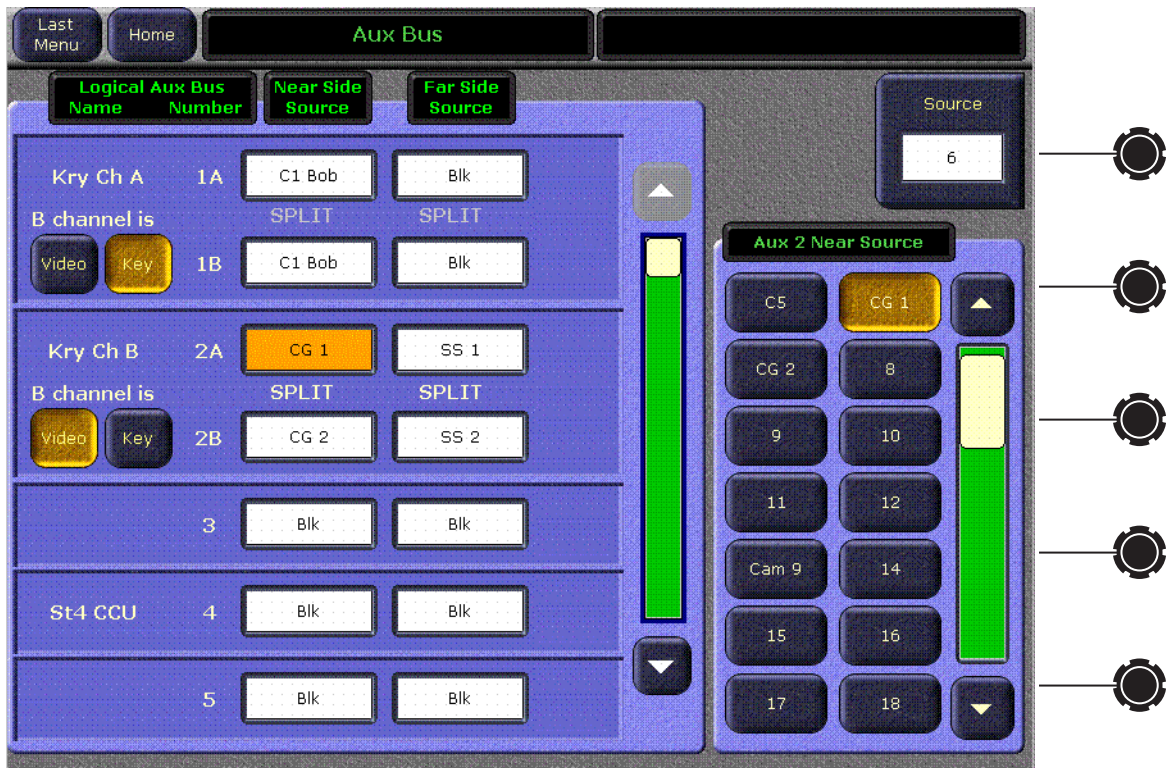 Last Menu
Home
Aux Bus
Logical Aux Bus
Name Number
Near Side Source
Far Side Source
Source
6
Kry Ch A 1A C1 Bob Blk
B channel is SPLIT SPLIT
Video Key 1B C1 Bob Blk
Kry Ch B 2A CG 1 SS 1
B channel is SPLIT SPLIT
Video Key 2B CG 2 SS 2
3 Blk Blk
St4 CCU 4 Blk Blk
5 Blk Blk
Aux 2 Near Source
C5 CG 1
CG 2 8
9 10
11 12
Cam 9 14
15 16
17 18